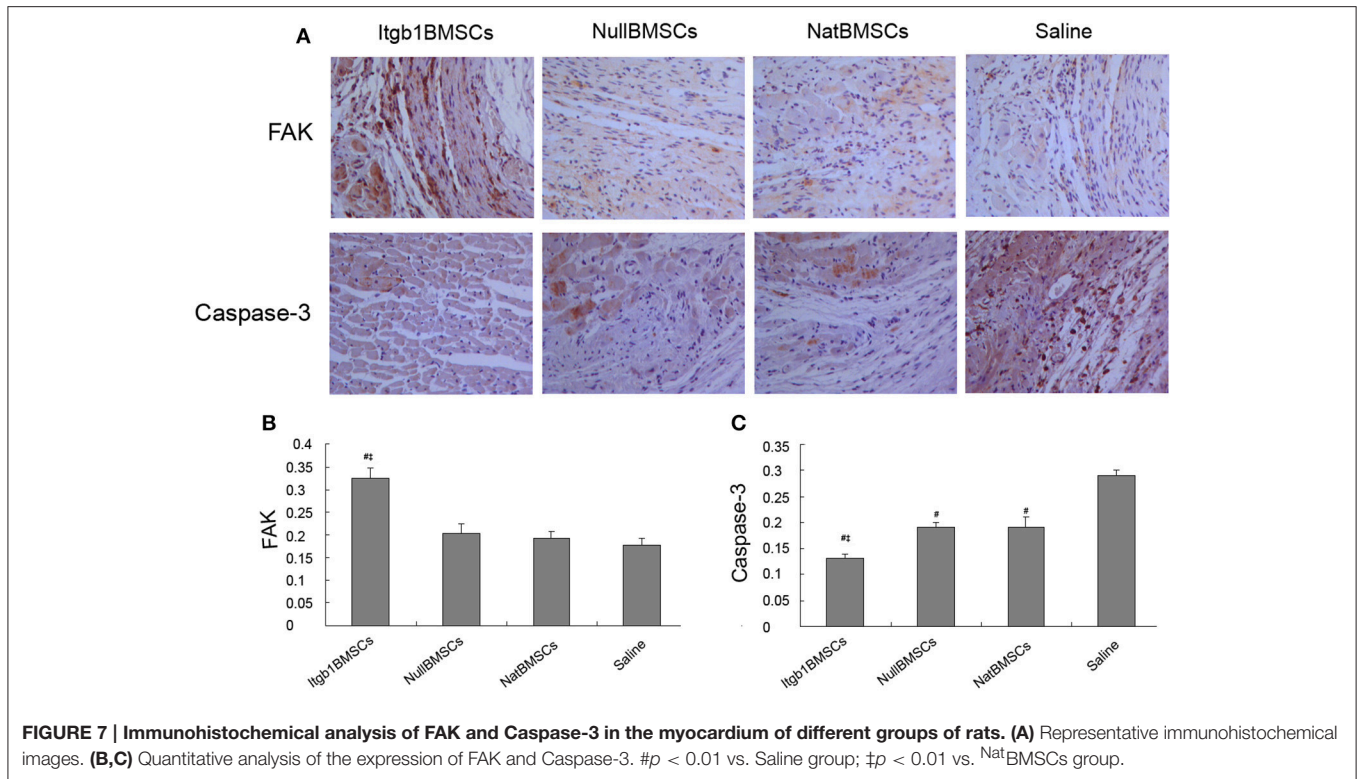 A
Itgb1BMSCs NullBMSCs NatBMSCs Saline
FAK
Caspase-3
B
0.4
0.35
0.3
0.25
0.2
0.15
0.1
0.05
0
FAK
#‡
Itgb1BMSCs NullBMSCs NatBMSCs Saline
C
0.35
0.3
0.25
0.2
0.15
0.1
0.05
0
Caspase-3
#‡
#
#
Itgb1BMSCs NullBMSCs NatBMSCs Saline
FIGURE 7 | Immunohistochemical analysis of FAK and Caspase-3 in the myocardium of different groups of rats. (A) Representative immunohistochemical
images. (B,C) Quantitative analysis of the expression of FAK and Caspase-3. #p < 0.01 vs. Saline group; ‡p < 0.01 vs. NatBMSCs group.